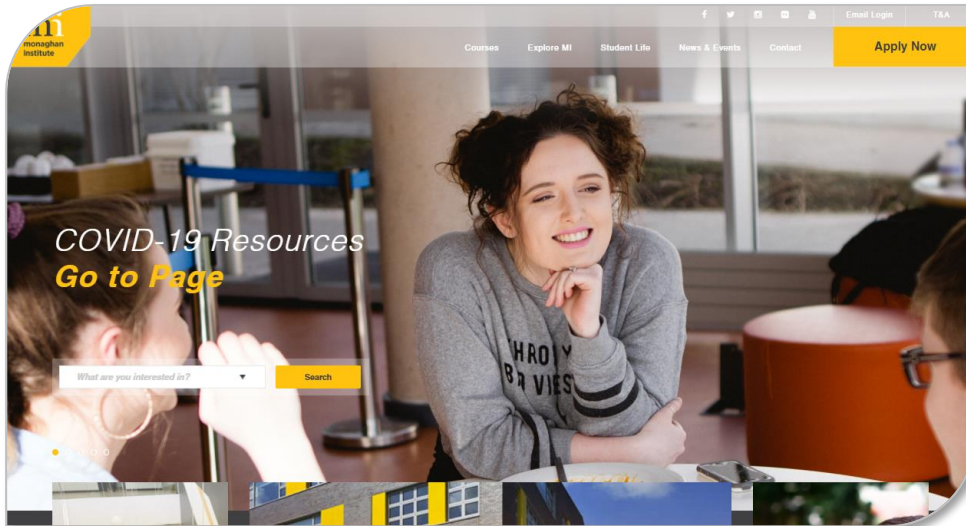 Email Login
T&A
mi
monaghan
institute
Courses
Explore MI
Student Life
News & Events
Contact
Apply Now
COVID-19 Resources
Go to Page
What are you interested in?
Search